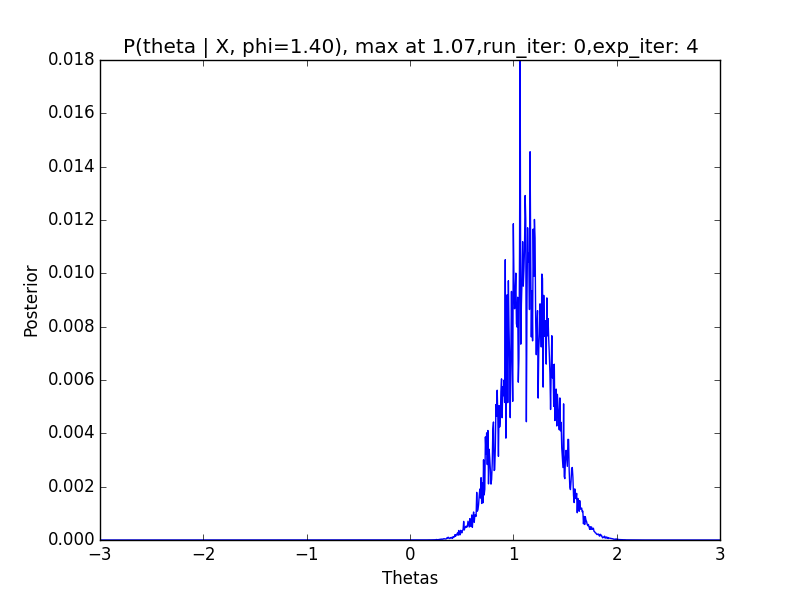 P(theta | X, phi=1.40), max at 1.07,run_iter: 0,exp_iter: 4
0.018
0.016
0.014
0.012
0.010
0.008
0.006
0.004
0.002
0.000
Posterior
−3 −2 −1 0 1 2 3
Thetas